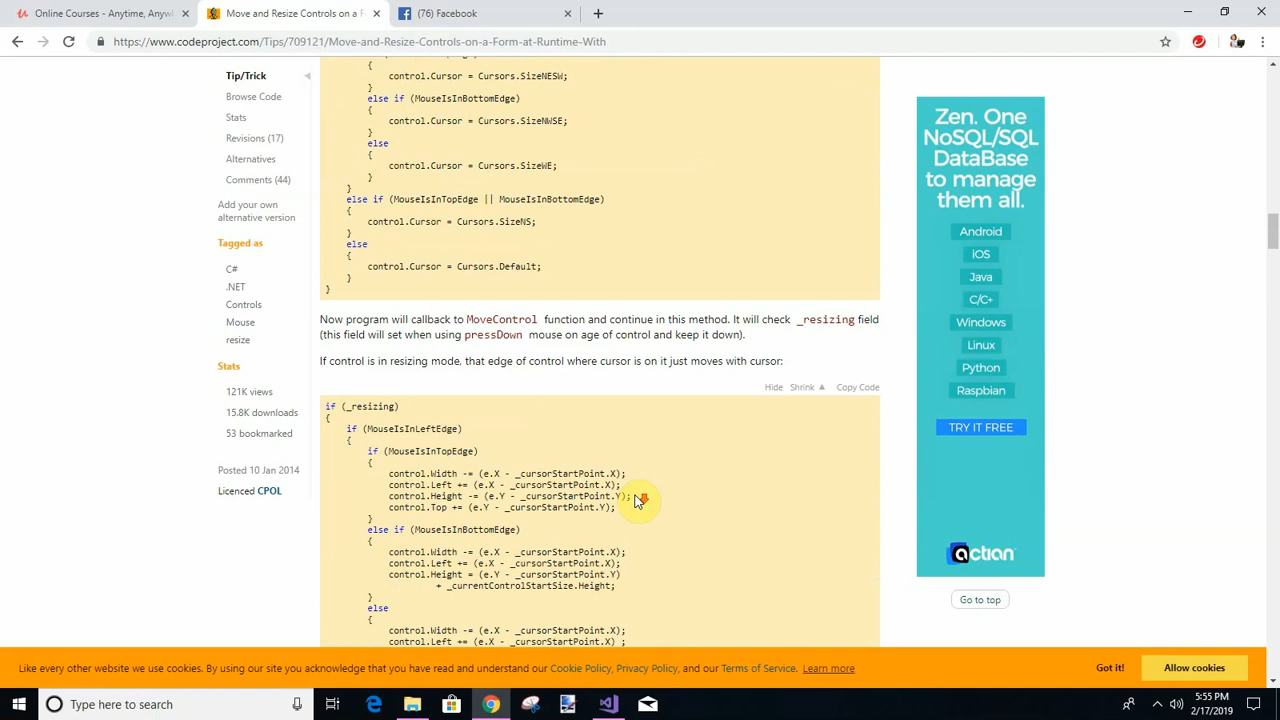 Online Courses - Anytime, Anyw
Move and Resize Controls on a F
(76) Facebook
https://www.codeproject.com/Tips/709121/Move-and-Resize-Controls-on-a-Form-at-Runtime-With
Tip/Trick
Browse Code
Stats
Revisions (17)
Alternatives
Comments (44)
Add your own
alternative version
Tagged as
C#
.NET
Controls
Mouse
resize
Stats
121K views
15.8K downloads
53 bookmarked
Posted 10 Jan 2014
Licenced CPOL
{
control.Cursor = Cursors.SizeNESW;
}
else if (MouseIsInBottomEdge)
{
control.Cursor = Cursors.SizeNWSE;
}
else
{
control.Cursor = Cursors.SizeWE;
}
}
else if (MouseIsInTopEdge || MouseIsInBottomEdge)
{
control.Cursor = Cursors.SizeNS;
}
else
{
control.Cursor = Cursors.Default;
}
}
Now program will callback to MoveControl function and continue in this method. It will check _resizing field
(this field will set when using pressDown mouse on age of control and keep it down).
If control is in resizing mode, that edge of control where cursor is on it just moves with cursor:
Hide Shrink ▲ Copy Code
if (_resizing)
{
if (MouseIsInLeftEdge)
{
if (MouseIsInTopEdge)
{
control.Width -= (e.X - _cursorStartPoint.X);
control.Left += (e.X - _cursorStartPoint.X);
control.Height -= (e.Y - _cursorStartPoint.Y);
control.Top += (e.Y - _cursorStartPoint.Y);
}
else if (MouseIsInBottomEdge)
{
control.Width -= (e.X - _cursorStartPoint.X);
control.Left += (e.X - _cursorStartPoint.X);
control.Height = (e.Y - _cursorStartPoint.Y)
+ _currentControlStartSize.Height;
}
else
{
control.Width -= (e.X - _cursorStartPoint.X);
control.Left += (e.X - _cursorStartPoint.X) ;
Zen. One
NoSQL/SQL
DataBase
to manage
them all.
Android
iOS
Java
C/C+
Windows
Linux
Python
Raspbian
TRY IT FREE
actian
Go to top
Like every other website we use cookies. By using our site you acknowledge that you have read and understand our Cookie Policy, Privacy Policy, and our Terms of Service. Learn more
Got it!
Allow cookies
Type here to search
5:55 PM
2/17/2019